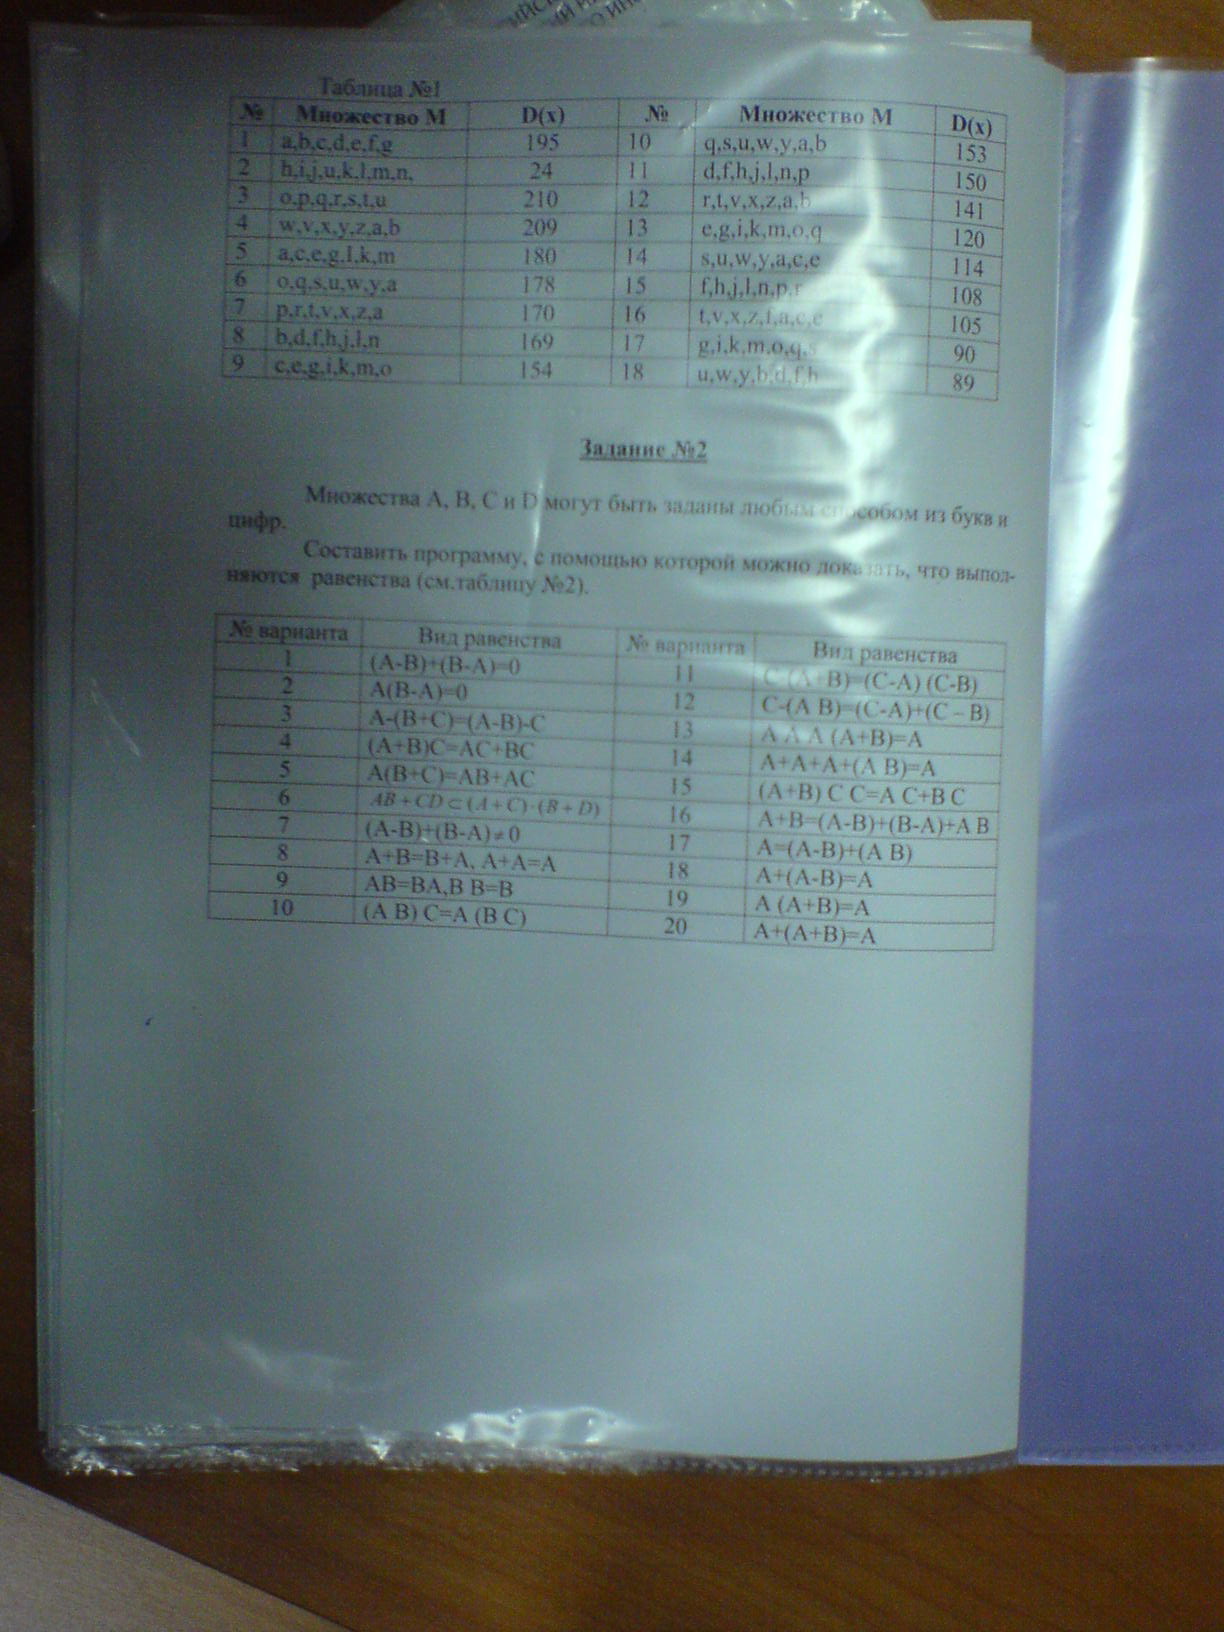 Таблица №1
№ Множество М D(x) № Множество М D(x)
1 a,b,c,d,e,f,g 195 10 q,s,u,w,y,a,b 153
2 h,i,j,u,k,l,m,n, 24 11 d,f,h,j,l,n,p 150
3 o,p,q,r,s,t,u 210 12 r,t,v,x,z,a,b 141
4 w,v,x,y,z,a,b 209 13 e,g,i,k,m,o,q 120
5 a,c,e,g,I,k,m 180 14 s,u,w,y,a,c,e 114
6 o,q,s,u,w,y,a 178 15 f,h,j,l,n,p,r 108
7 p,r,t,v,x,z,a 170 16 t,v,x,z,f,a,c,e 105
8 b,d,f,h,j,l,n 169 17 g,i,k,m,o,q,s 90
9 c,e,g,i,k,m,o 154 18 u,w,y,b,d,f,h 89
Задание №2
Множества A, B, C и D могут быть заданы любым способом из букв и
цифр.
Составить программу, с помощью которой можно доказать, что выпол-
няются равенства (см.таблицу №2).
№ варианта Вид равенства № варианта Вид равенства
1 (A-B)+(B-A)=0 11 C-(A+B)=(C-A) (C-B)
2 A(B-A)=0 12 C-(A B)=(C-A)+(C – B)
3 A-(B+C)=(A-B)-C 13 A A A (A+B)=A
4 (A+B)C=AC+BC 14 A+A+A+(A B)=A
5 A(B+C)=AB+AC 15 (A+B) C C=A C+B C
6 AB + CD ⊂ (A + C) · (B + D) 16 A+B=(A-B)+(B-A)+A B
7 (A-B)+(B-A) ≠ 0 17 A=(A-B)+(A B)
8 A+B=B+A, A+A=A 18 A+(A-B)=A
9 AB=BA,B B=B 19 A (A+B)=A
10 (A B) C=A (B C) 20 A+(A+B)=A